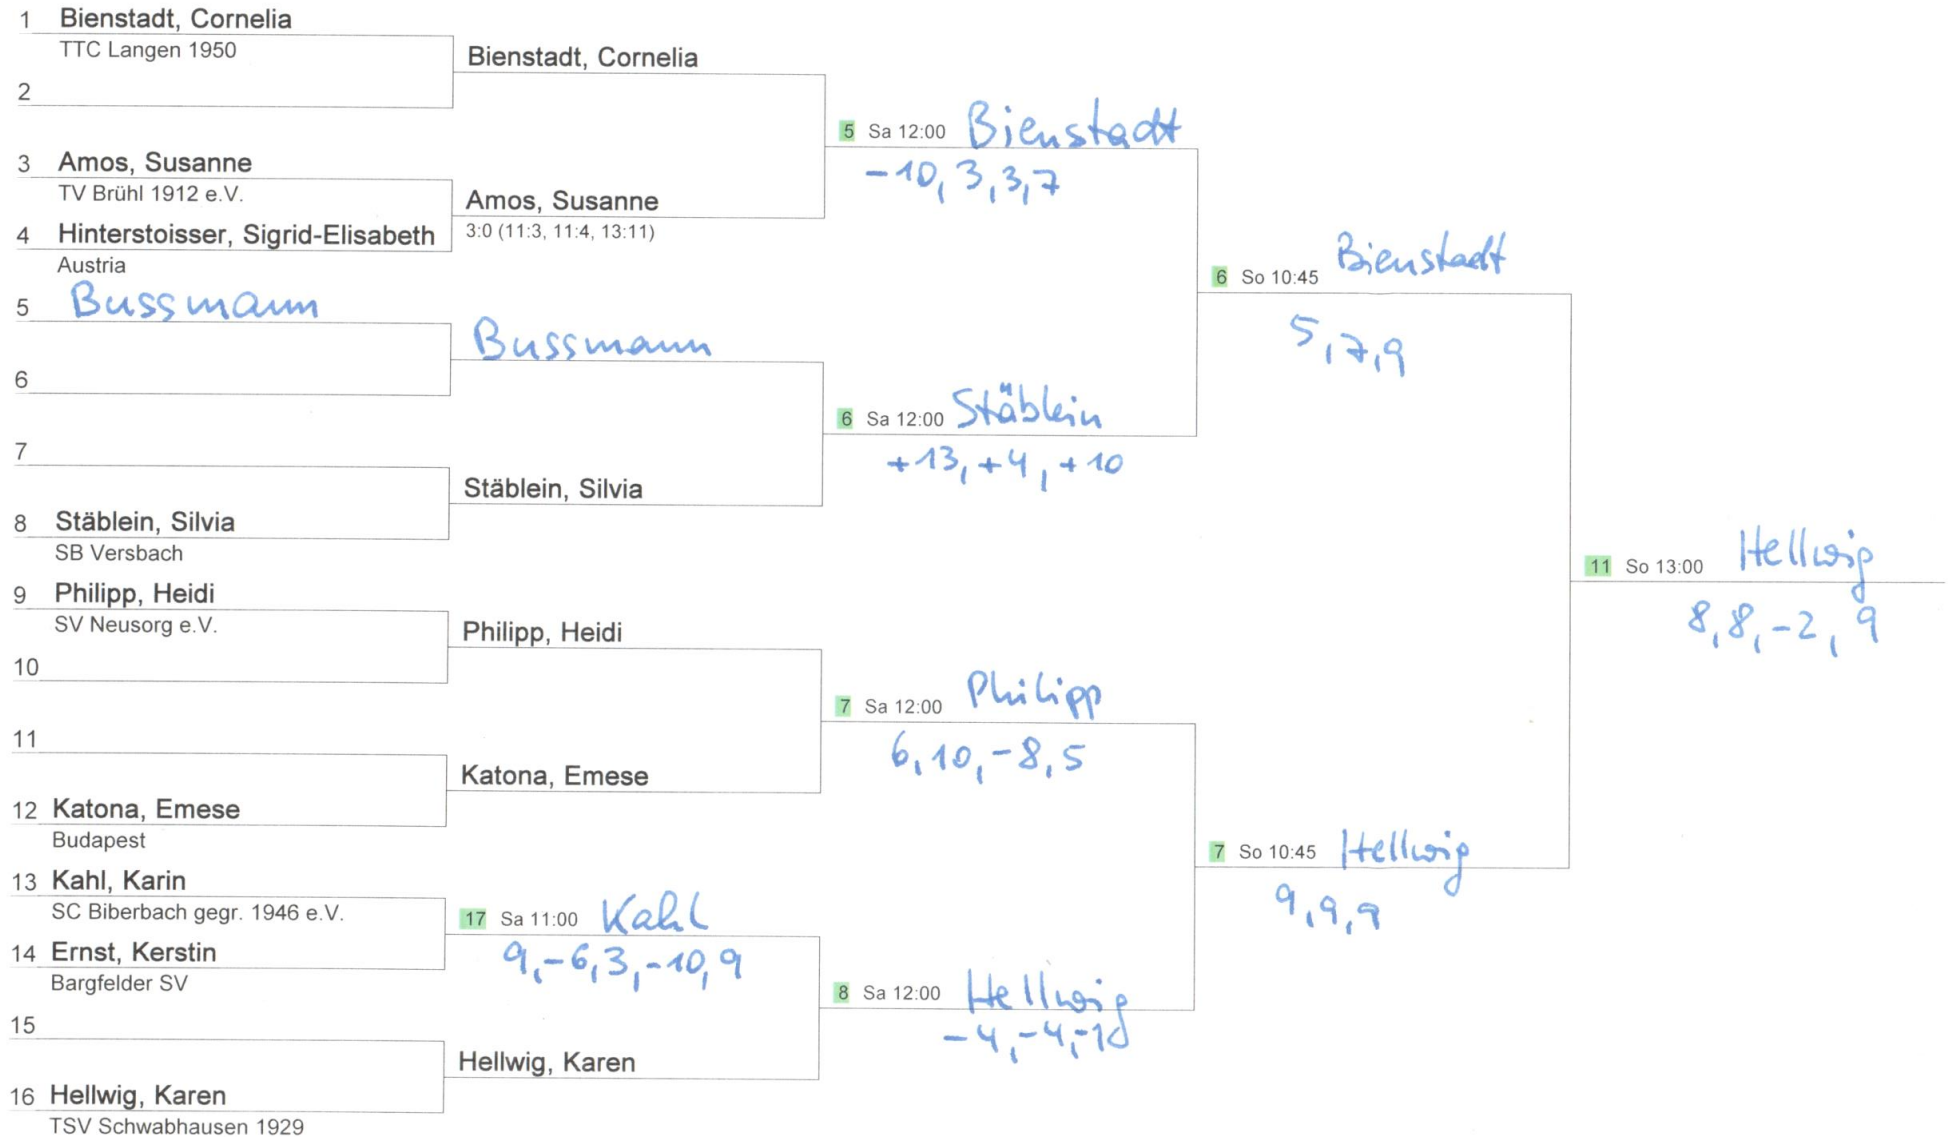 1 Bienstadt, Cornelia
TTC Langen 1950
Bienstadt, Cornelia
2
5 Sa 12:00 Bienstadt
-10, 3, 3, 7
3 Amos, Susanne
TV Brühl 1912 e.V.
Amos, Susanne
3:0 (11:3, 11:4, 13:11)
4 Hinterstoisser, Sigrid-Elisabeth
Austria
6 So 10:45 Bienstadt
5, 7, 9
5 Bussmann
Bussmann
6
6 Sa 12:00 Stäblein
+13, +4, +10
7
Stäblein, Silvia
8 Stäblein, Silvia
SB Versbach
11 So 13:00 Hellwig
8, 8, -2, 9
9 Philipp, Heidi
SV Neusorg e.V.
Philipp, Heidi
10
7 Sa 12:00 Philipp
6, 10, -8, 5
11
Katona, Emese
12 Katona, Emese
Budapest
7 So 10:45 Hellwig
9, 9, 9
13 Kahl, Karin
SC Biberbach gegr. 1946 e.V.
17 Sa 11:00 Kahl
9, -6, 3, -10, 9
14 Ernst, Kerstin
Bargfelder SV
8 Sa 12:00 Hellwig
-4, -4, -10
15
Hellwig, Karen
16 Hellwig, Karen
TSV Schwabhausen 1929